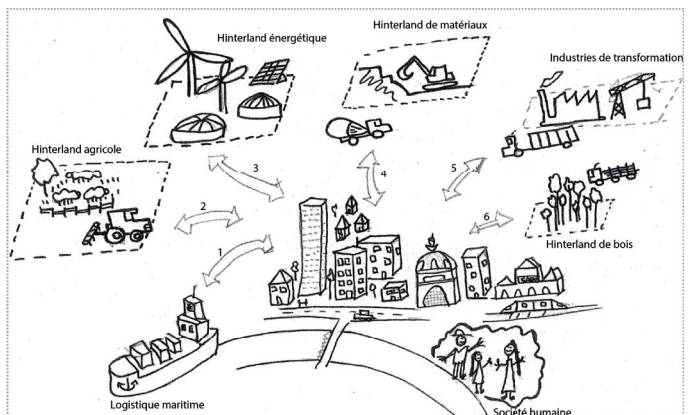 Hinterland énergétique
Hinterland de matériaux
Industries de transformation
Hinterland agricole
3
4
5
2
6
1
Hinterland de bois
Logistique maritime
Société humaine